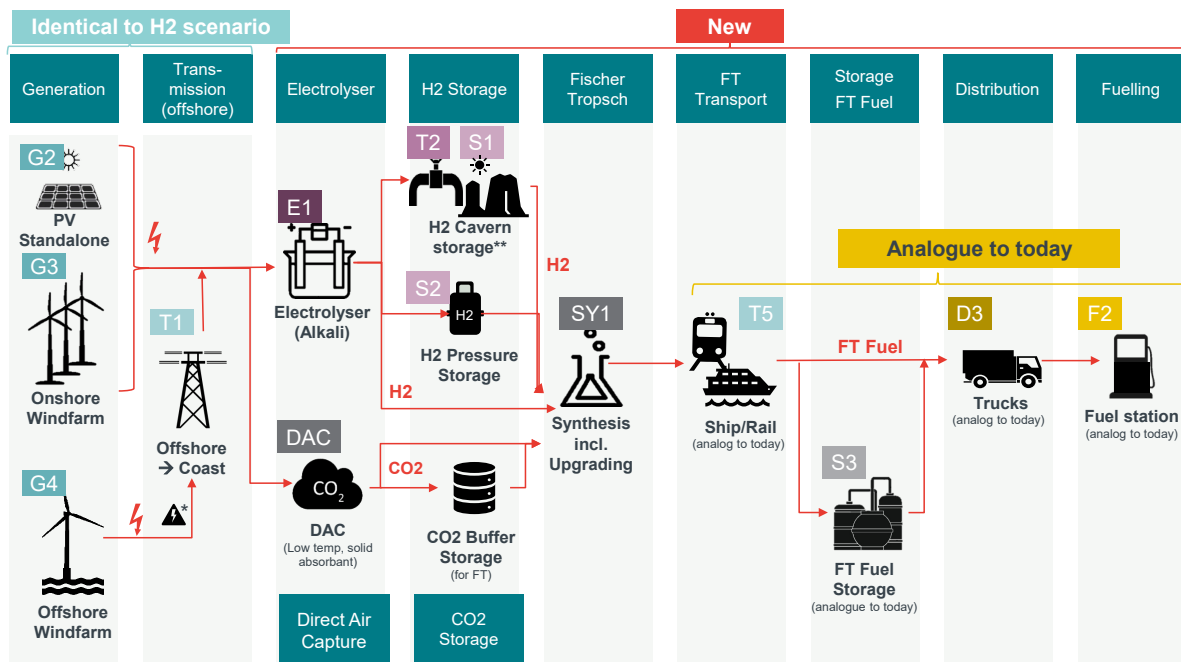 Identical to H2 scenario
New
Generation
Trans-
mission
(offshore)
Electrolyser
H2 Storage
Fischer
Tropsch
FT
Transport
Storage
FT Fuel
Distribution
Fuelling
G2
PV
Standalone
G3
Onshore
Windfarm
G4
Offshore
Windfarm
T1
Offshore
→ Coast
*
E1
Electrolyser
(Alkali)
H2
DAC
CO2
DAC
(Low temp, solid
absorbant)
Direct Air
Capture
T2
S1
H2 Cavern
storage**
S2
H2
H2 Pressure
Storage
CO2
CO2 Buffer
Storage
(for FT)
CO2
Storage
H2
SY1
Synthesis
incl.
Upgrading
Analogue to today
T5
Ship/Rail
(analog to today)
FT Fuel
S3
FT Fuel
Storage
(analogue to today)
D3
Trucks
(analog to today)
F2
Fuel station
(analog to today)